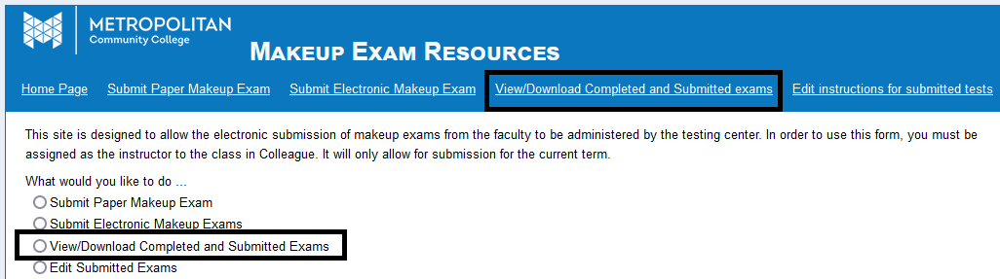 METROPOLITAN
Community College
MAKEUP EXAM RESOURCES
Home Page Submit Paper Makeup Exam Submit Electronic Makeup Exam View/Download Completed and Submitted exams Edit instructions for submitted tests
This site is designed to allow the electronic submission of makeup exams from the faculty to be administered by the testing center. In order to use this form, you must be
assigned as the instructor to the class in Colleague. It will only allow for submission for the current term.
What would you like to do ...
Submit Paper Makeup Exam
Submit Electronic Makeup Exams
View/Download Completed and Submitted Exams
Edit Submitted Exams